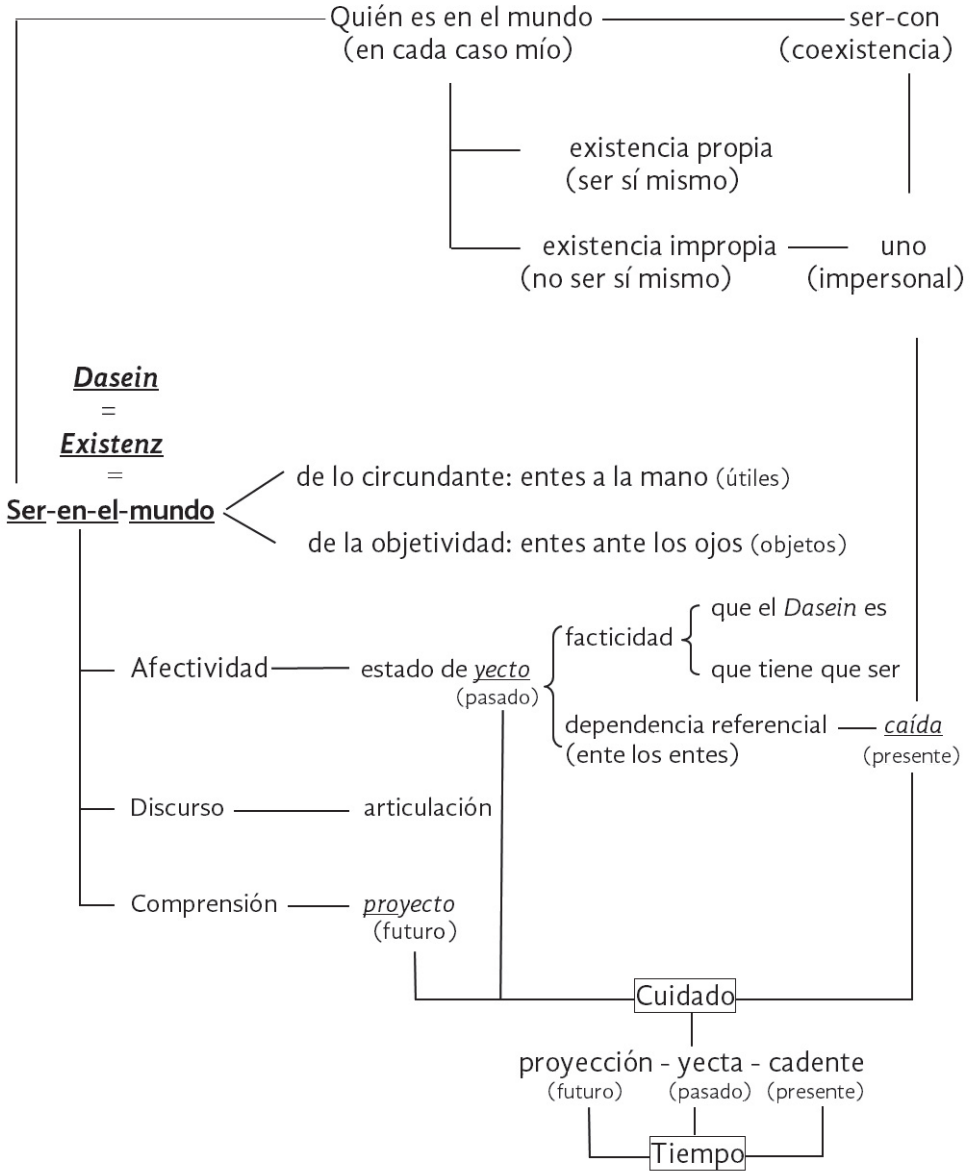 Quién es en el mundo
(en cada caso mío)
ser-con
(coexistencia)
existencia propia
(ser sí mismo)
existencia impropia
(no ser sí mismo)
uno
(impersonal)
Dasein
=
Existenz
=
Ser-en-el-mundo
de lo circundante: entes a la mano (útiles)
de la objetividad: entes ante los ojos (objetos)
Afectividad
estado de yecto
(pasado)
facticidad
que el Dasein es
que tiene que ser
dependencia referencial
(ente los entes)
caída
(presente)
Discurso
articulación
Comprensión
proyecto
(futuro)
Cuidado
proyección - yecta - cadente
(futuro) (pasado) (presente)
Tiempo